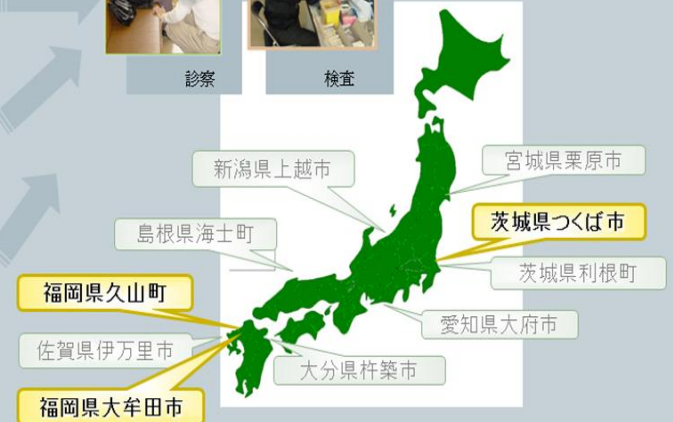 診察
検査
新潟県上越市
宮城県栗原市
茨城県つくば市
島根県海士町
茨城県利根町
福岡県久山町
愛知県大府市
佐賀県伊万里市
大分県杵築市
福岡県大牟田市